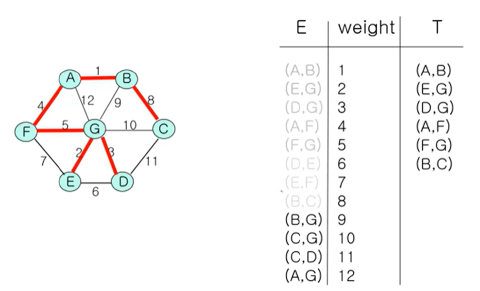 E weight T
(A,B) 1 (A,B)
(E,G) 2 (E,G)
(D,G) 3 (D,G)
(A,F) 4 (A,F)
(F,G) 5 (F,G)
(D,E) 6 (B,C)
(E,F) 7
(B,C) 8
(B,G) 9
(C,G) 10
(C,D) 11
(A,G) 12
A 1 B
4 12 9 8
F 5 G 10 C
7 2 3 11
E 6 D